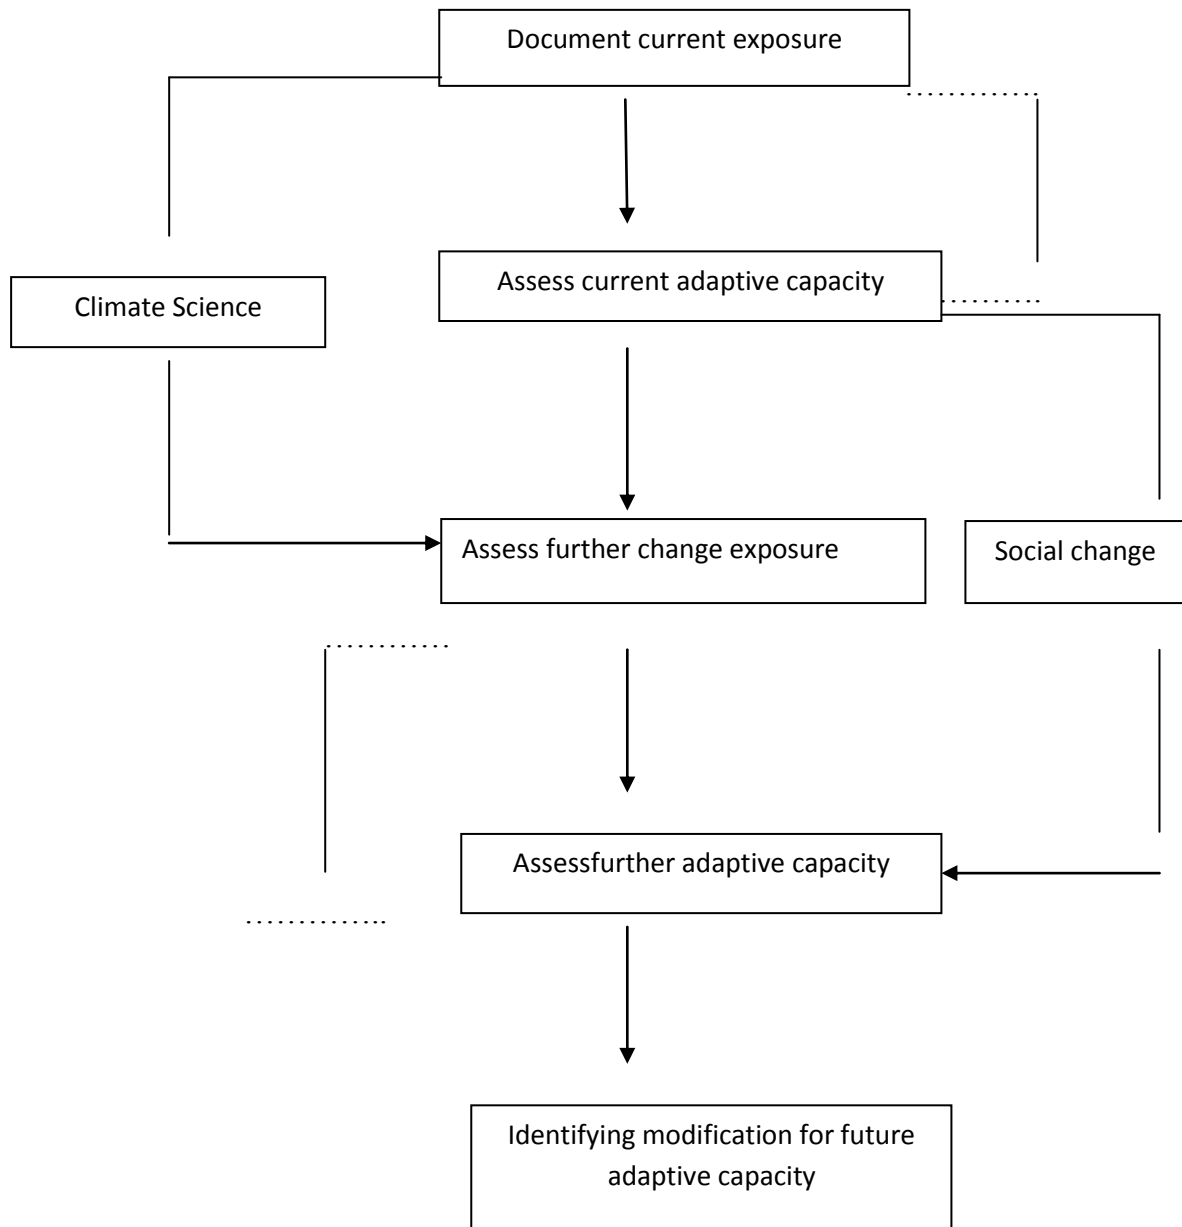 Document current exposure
Assess current adaptive capacity
Climate Science
Assess further change exposure
Social change
Assessfurther adaptive capacity
Identifying modification for future
adaptive capacity